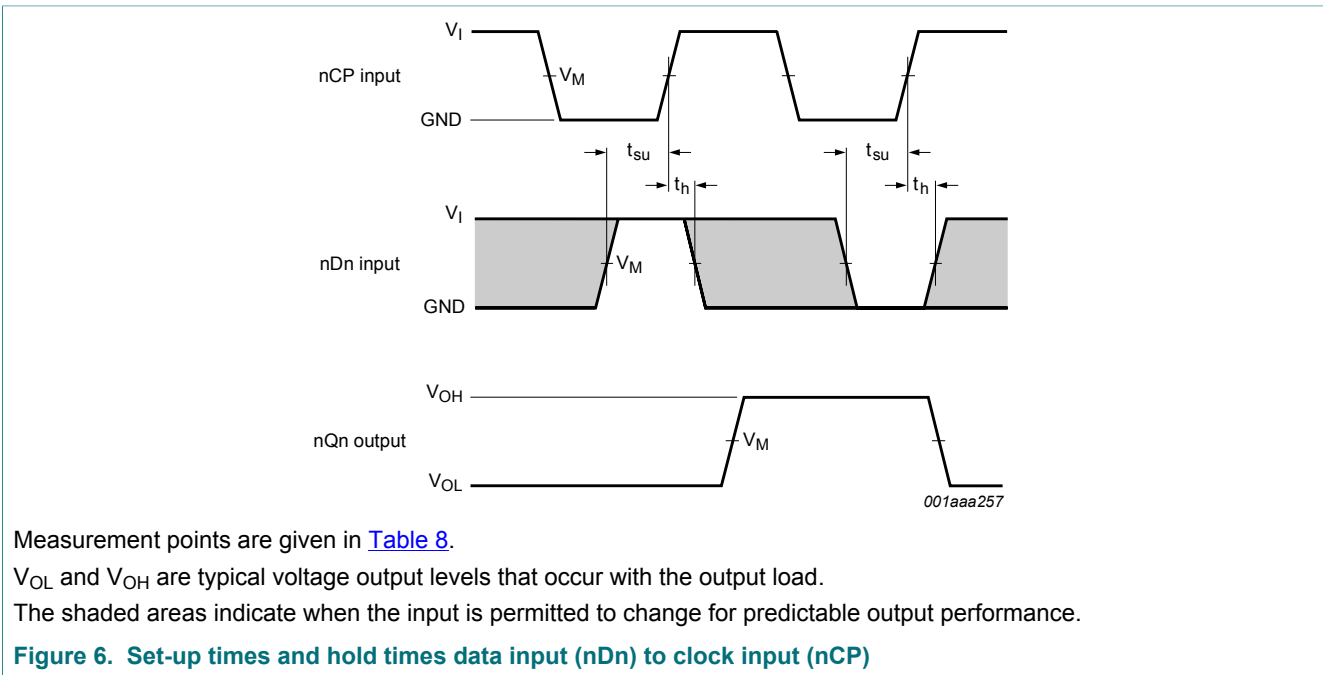 V_I
nCP input
V_M
GND
t_su t_su
t_h t_h
V_I
nDn input
V_M
GND
V_OH
nQn output
V_M
V_OL
001aaa257
Measurement points are given in Table 8.
V_OL and V_OH are typical voltage output levels that occur with the output load.
The shaded areas indicate when the input is permitted to change for predictable output performance.
Figure 6. Set-up times and hold times data input (nDn) to clock input (nCP)